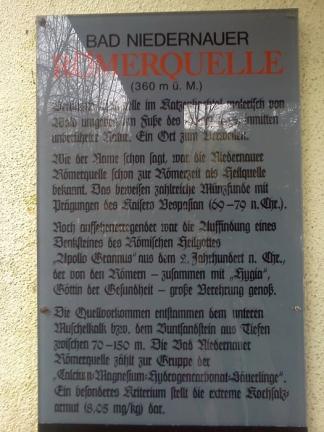 BAD NIEDERNAUER
RÖMERQUELLE
(360 m ü. M.)
im malerisch von
Wald Fuße des inmitten
unberührter Natur. Ein Ort zum Verweilen.
Wie der Name schon sagt, war die Niedernauer
Römerquelle schon zur Römerzeit als Heilquelle
bekannt. Das beweisen zahlreiche Münzfunde mit
Prägungen des Kaisers Vespasian (69–79 n. Chr.).
Noch aufsehenerregender war die Auffindung eines
Denksteines des Römischen Heilgottes
„Apollo Grannus" aus dem 2. Jahrhundert n. Chr.,
der von den Römern – zusammen mit „Hygia",
Göttin der Gesundheit – große Verehrung genoß.
Die Quellvorkommen entstammen dem unteren
Muschelkalk bzw. dem Buntsandstein aus Tiefen
zwischen 70–150 m. Die Bad Niedernauer
Römerquelle zählt zur Gruppe der
„Calcium-Magnesium-Hydrogencarbonat-Säuerlinge".
Ein besonderes Kriterium stellt die extreme Kochsalz-
armut (8,05 mg/kg) dar.